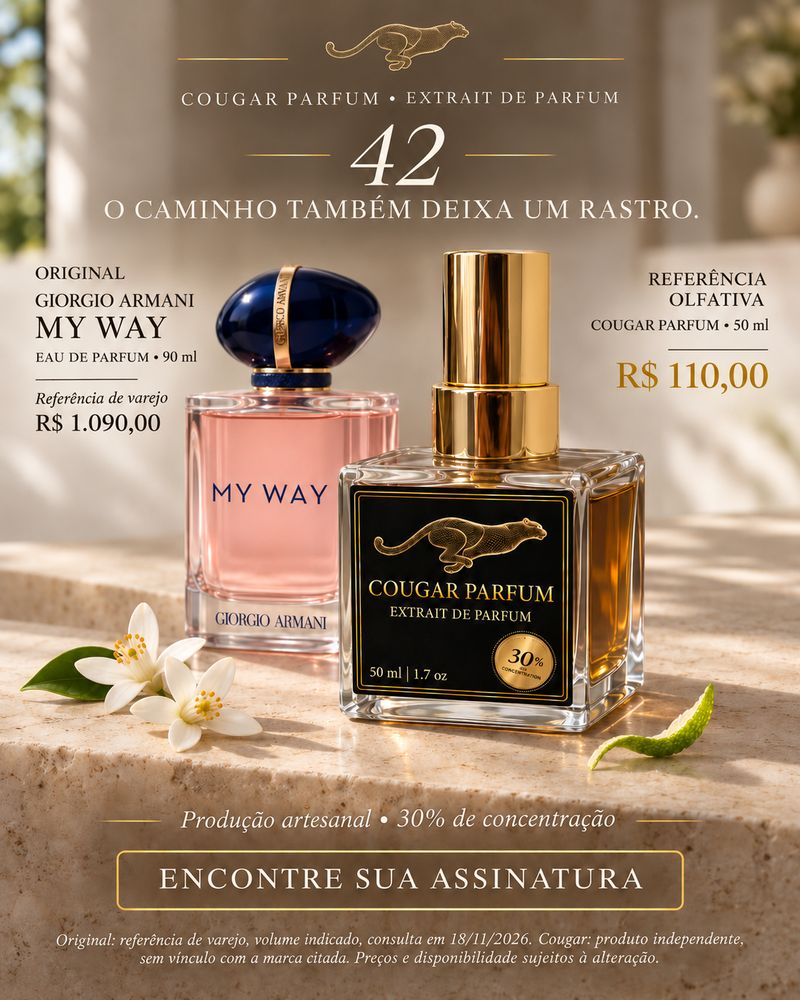 COUGAR PARFUM • EXTRAIT DE PARFUM
42
O CAMINHO TAMBÉM DEIXA UM RASTRO.
ORIGINAL
GIORGIO ARMANI
MY WAY
EAU DE PARFUM • 90 ml
Referência de varejo
R$ 1.090,00
REFERÊNCIA
OLFATIVA
COUGAR PARFUM • 50 ml
R$ 110,00
MY WAY
GIORGIO ARMANI
COUGAR PARFUM
EXTRAIT DE PARFUM
30%
CONCENTRATION
50 ml | 1.7 oz
Produção artesanal • 30% de concentração
ENCONTRE SUA ASSINATURA
Original: referência de varejo, volume indicado, consulta em 18/11/2026. Cougar: produto independente,
sem vínculo com a marca citada. Preços e disponibilidade sujeitos à alteração.